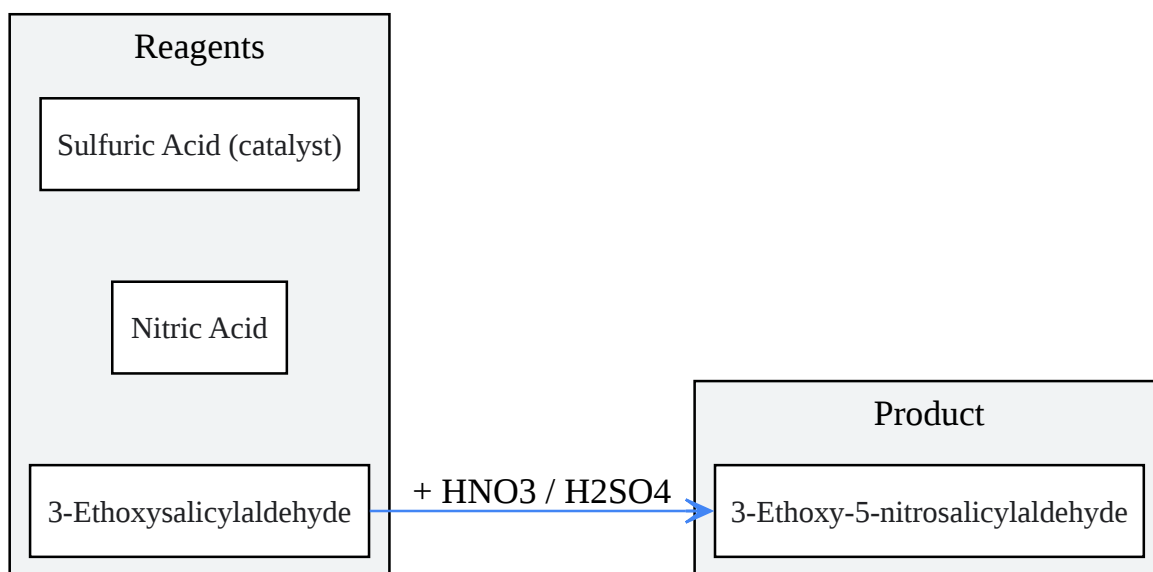 Reagents
Sulfuric Acid (catalyst)
Nitric Acid
3-Ethoxysalicylaldehyde
+ HNO3 / H2SO4
Product
3-Ethoxy-5-nitrosalicylaldehyde